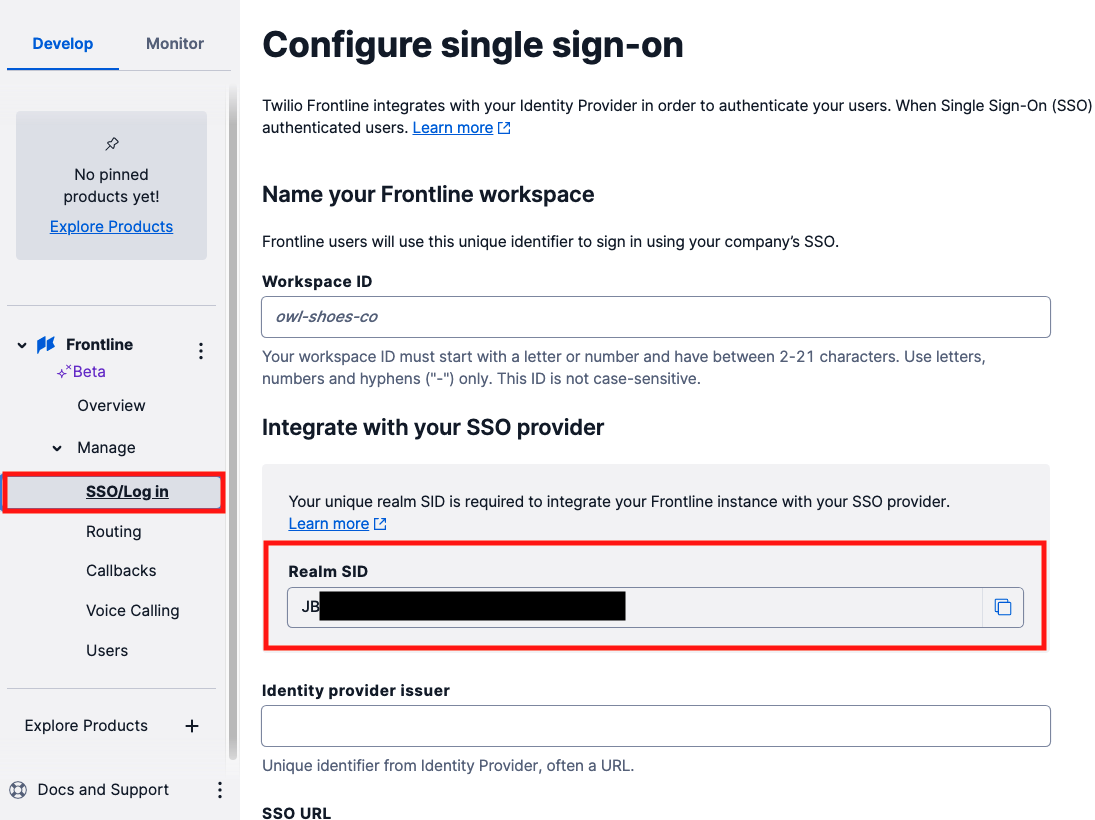 Develop
Monitor
No pinned
products yet!
Explore Products
Frontline
Beta
Overview
Manage
SSO/Log in
Routing
Callbacks
Voice Calling
Users
Explore Products
Docs and Support
Configure single sign-on
Twilio Frontline integrates with your Identity Provider in order to authenticate your users. When Single Sign-On (SSO)
authenticated users. Learn more
Name your Frontline workspace
Frontline users will use this unique identifier to sign in using your company’s SSO.
Workspace ID
owl-shoes-co
Your workspace ID must start with a letter or number and have between 2-21 characters. Use letters,
numbers and hyphens ("-") only. This ID is not case-sensitive.
Integrate with your SSO provider
Your unique realm SID is required to integrate your Frontline instance with your SSO provider.
Learn more
Realm SID
JB
Identity provider issuer
Unique identifier from Identity Provider, often a URL.
SSO URL